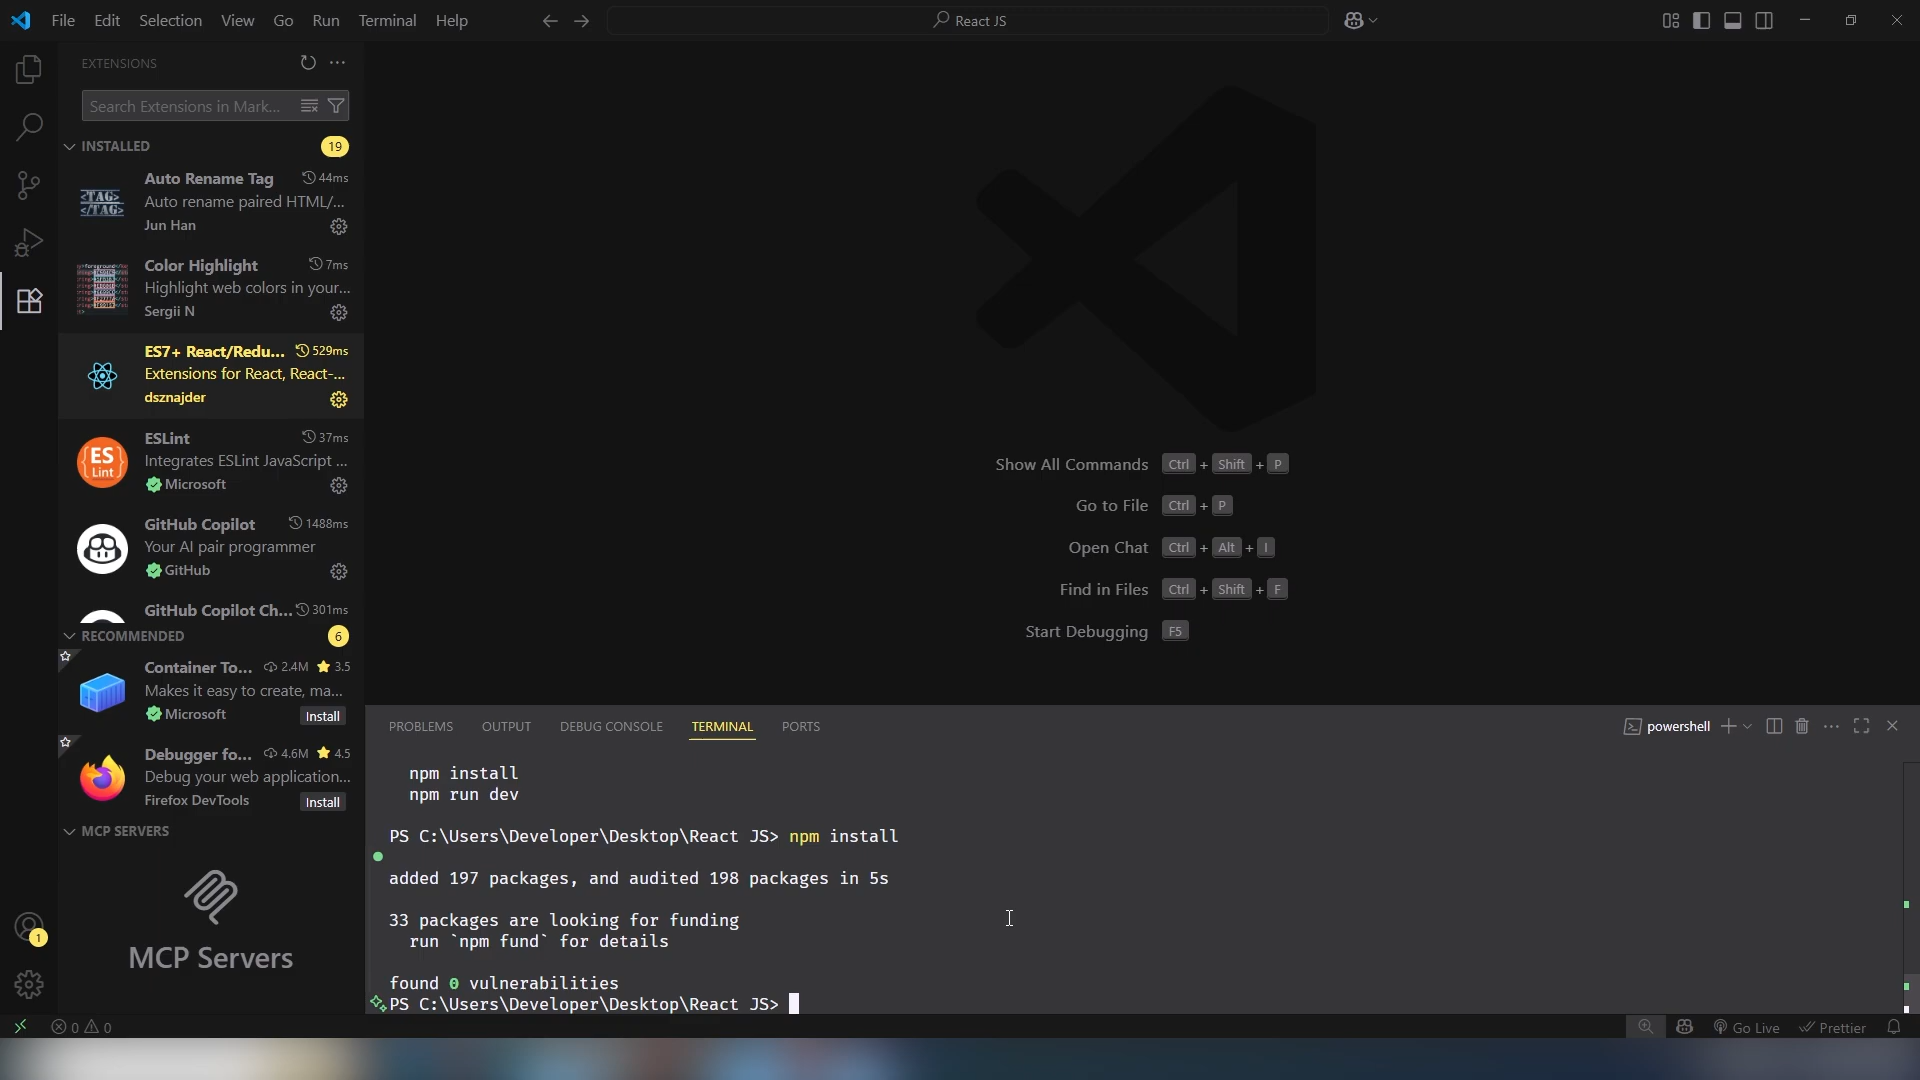 File Edit Selection View Go Run Terminal Help
React JS
EXTENSIONS
Search Extensions in Mark...
INSTALLED 19
Auto Rename Tag 44ms
Auto rename paired HTML/...
Jun Han
<TAG>
</TAG>
Color Highlight 7ms
Highlight web colors in your...
Sergii N
ES7+ React/Redu... 529ms
Extensions for React, React-...
dsznajder
ESLint 37ms
Integrates ESLint JavaScript ...
Microsoft
ES
Lint
GitHub Copilot 1488ms
Your AI pair programmer
GitHub
GitHub Copilot Ch... 301ms
RECOMMENDED 6
Container To... 2.4M 3.5
Makes it easy to create, ma...
Microsoft Install
Debugger fo... 4.6M 4.5
Debug your web application...
Firefox DevTools Install
MCP SERVERS
MCP Servers
1
Show All Commands Ctrl + Shift + P
Go to File Ctrl + P
Open Chat Ctrl + Alt + I
Find in Files Ctrl + Shift + F
Start Debugging F5
PROBLEMS OUTPUT DEBUG CONSOLE TERMINAL PORTS
powershell
npm install
npm run dev
PS C:\Users\Developer\Desktop\React JS> npm install
added 197 packages, and audited 198 packages in 5s
33 packages are looking for funding
run `npm fund` for details
found 0 vulnerabilities
PS C:\Users\Developer\Desktop\React JS>
0 0
Go Live Prettier